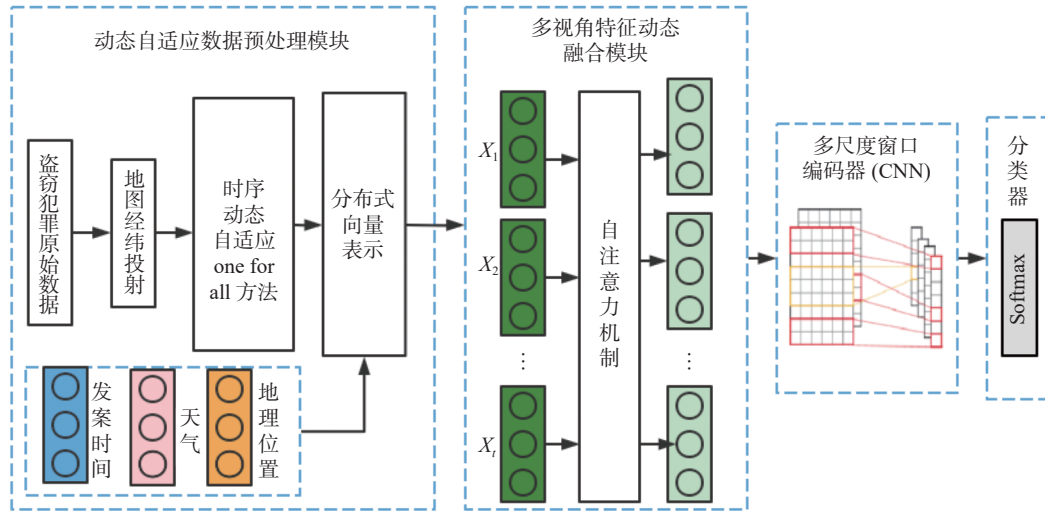 动态自适应数据预处理模块
盗窃犯罪原始数据
地图经纬投射
时序
动态
自适应
one for
all 方法
分布式
向量
表示
发案时间
天气
地理位置
多视角特征动态
融合模块
X₁
X₂
⋯
Xₜ
自注意力机制
⋯
多尺度窗口
编码器 (CNN)
分类器
Softmax